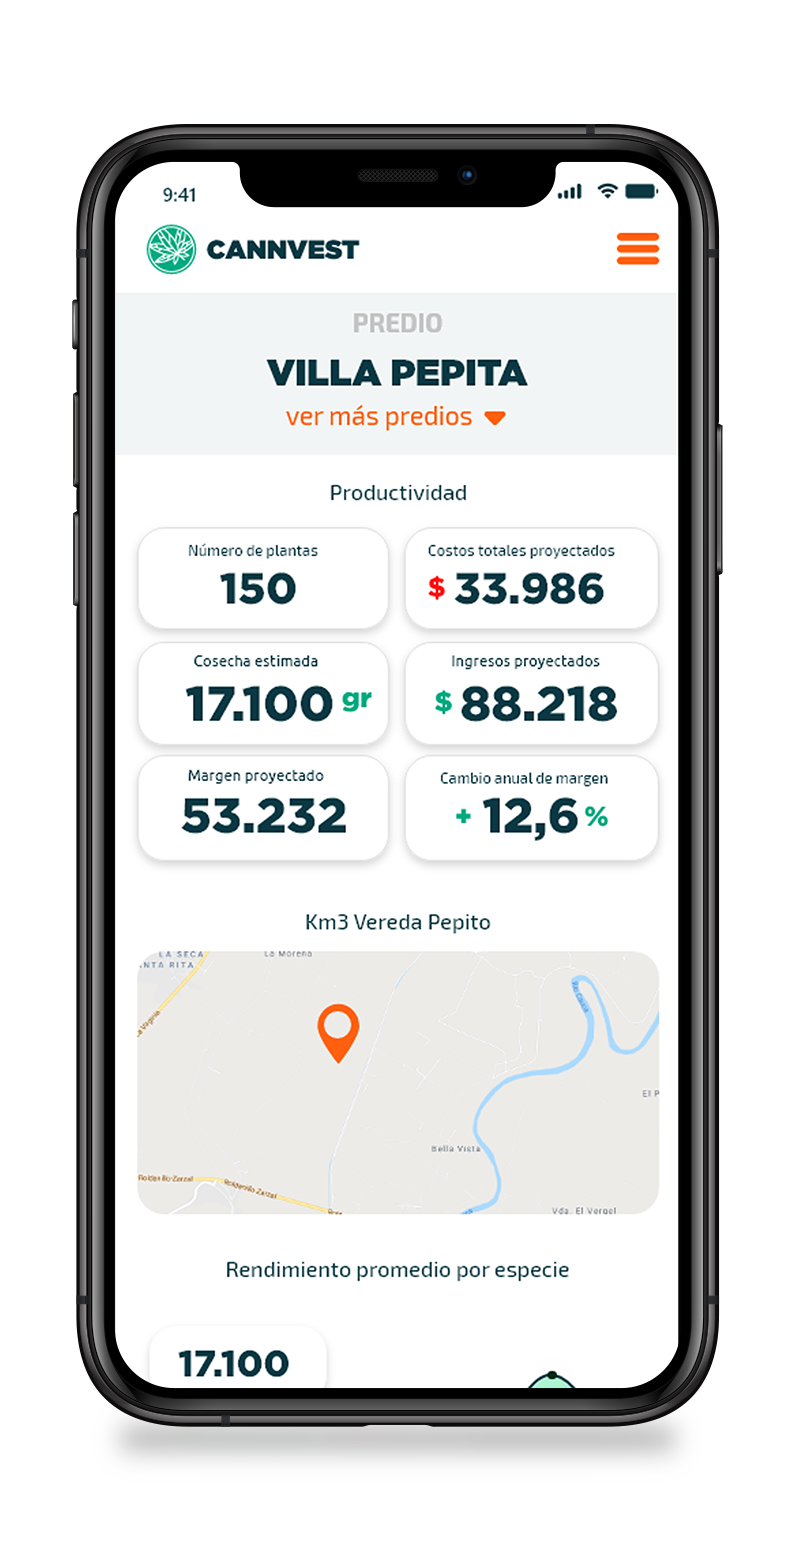 9:41
CANNVEST
PREDIO
VILLA PEPITA
ver más predios
Productividad
Número de plantas
150
Costos totales proyectados
$ 33.986
Cosecha estimada
17.100 gr
Ingresos proyectados
$ 88.218
Margen proyectado
53.232
Cambio anual de margen
+ 12,6 %
Km3 Vereda Pepito
LA SECA
NTA RITA
La Moreno
Río Cauca
El P
Bella Vista
Vda. El Vergel
Rendimiento promedio por especie
17.100